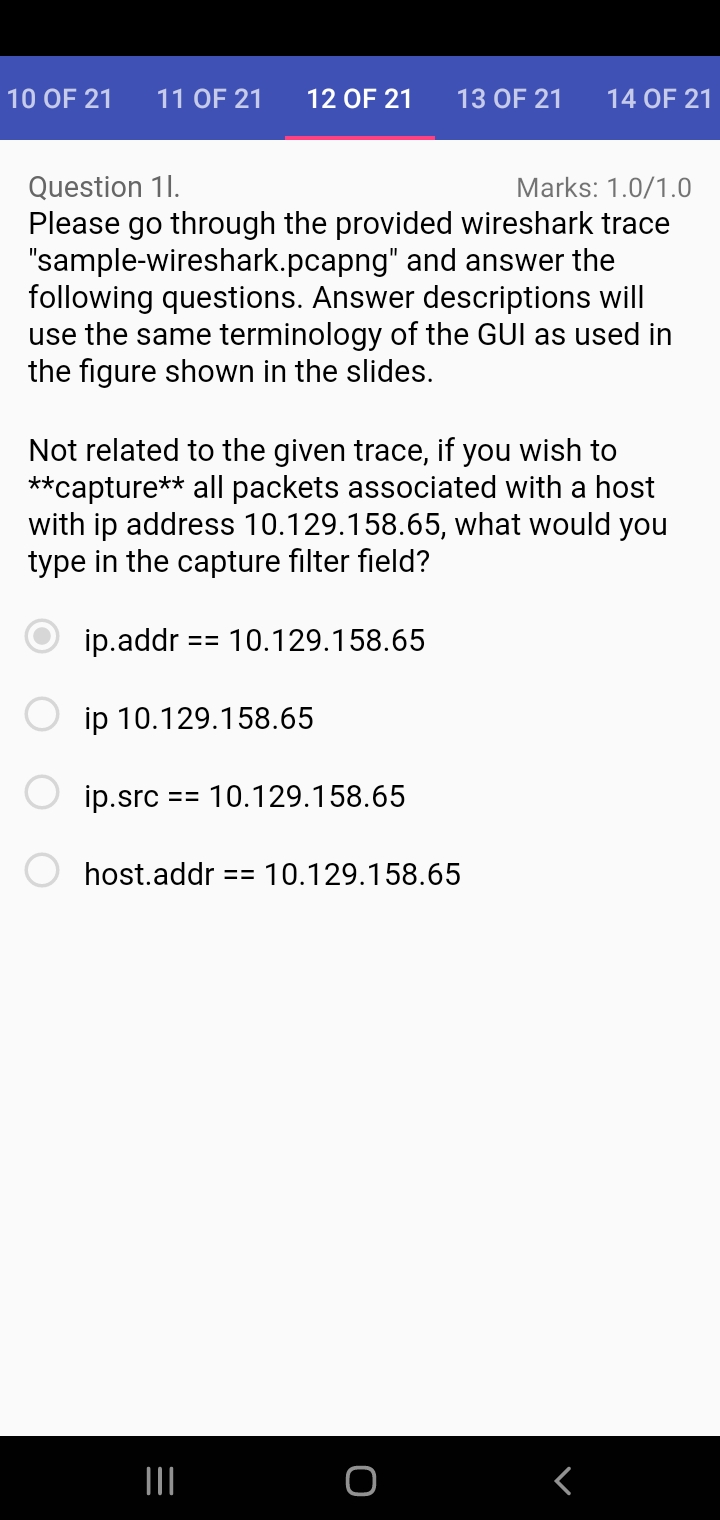 10 OF 21 11 OF 21 12 OF 21 13 OF 21 14 OF 21
Question 1l. Marks: 1.0/1.0
Please go through the provided wireshark trace
"sample-wireshark.pcapng" and answer the
following questions. Answer descriptions will
use the same terminology of the GUI as used in
the figure shown in the slides.
Not related to the given trace, if you wish to
**capture** all packets associated with a host
with ip address 10.129.158.65, what would you
type in the capture filter field?
ip.addr == 10.129.158.65
ip 10.129.158.65
ip.src == 10.129.158.65
host.addr == 10.129.158.65